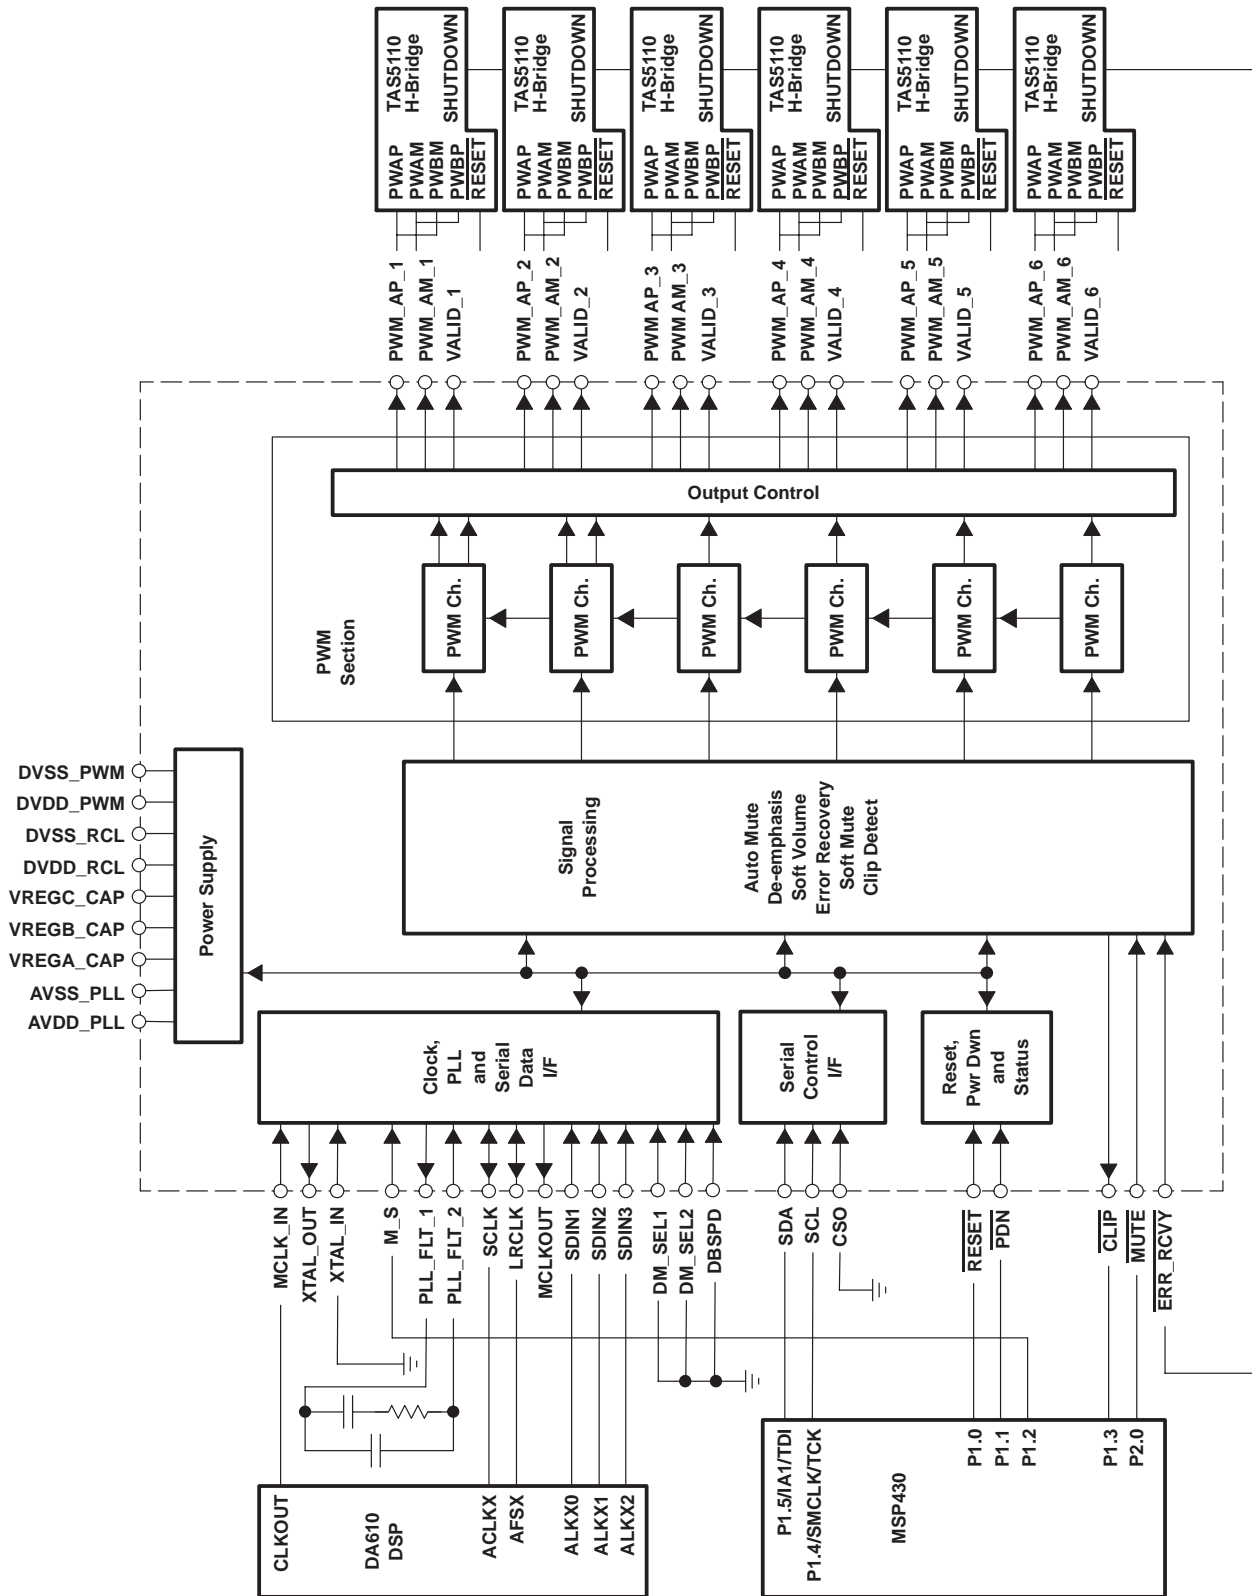 TAS5110
H-Bridge
SHUTDOWN
PWAP
PWAM
PWBM
PWBP
RESET
TAS5110
H-Bridge
SHUTDOWN
PWAP
PWAM
PWBM
PWBP
RESET
TAS5110
H-Bridge
SHUTDOWN
PWAP
PWAM
PWBM
PWBP
RESET
TAS5110
H-Bridge
SHUTDOWN
PWAP
PWAM
PWBM
PWBP
RESET
TAS5110
H-Bridge
SHUTDOWN
PWAP
PWAM
PWBM
PWBP
RESET
TAS5110
H-Bridge
SHUTDOWN
PWAP
PWAM
PWBM
PWBP
RESET
PWM_AP_1
PWM_AM_1
VALID_1
PWM_AP_2
PWM_AM_2
VALID_2
PWM AP_3
PWM AM_3
VALID_3
PWM_AP_4
PWM_AM_4
VALID_4
PWM_AP_5
PWM_AM_5
VALID_5
PWM_AP_6
PWM_AM_6
VALID_6
Output Control
PWM Ch.
PWM Ch.
PWM Ch.
PWM Ch.
PWM Ch.
PWM Ch.
PWM
Section
DVSS_PWM
DVDD_PWM
DVSS_RCL
DVDD_RCL
VREGC_CAP
VREGB_CAP
VREGA_CAP
AVSS_PLL
AVDD_PLL
Power Supply
Signal
Processing
Auto Mute
De-emphasis
Soft Volume
Error Recovery
Soft Mute
Clip Detect
Clock,
PLL
and
Serial
Data
I/F
Serial
Control
I/F
Reset,
Pwr Dwn
and
Status
MCLK_IN
XTAL_OUT
XTAL_IN
M_S
PLL_FLT_1
PLL_FLT_2
SCLK
LRCLK
MCLKOUT
SDIN1
SDIN2
SDIN3
DM_SEL1
DM_SEL2
DBSPD
SDA
SCL
CSO
RESET
PDN
CLIP
MUTE
ERR_RCVY
CLKOUT
DA610
DSP
ACLKX
AFSX
ALKX0
ALKX1
ALKX2
P1.5/IA1/TDI
P1.4/SMCLK/TCK
MSP430
P1.0
P1.1
P1.2
P1.3
P2.0